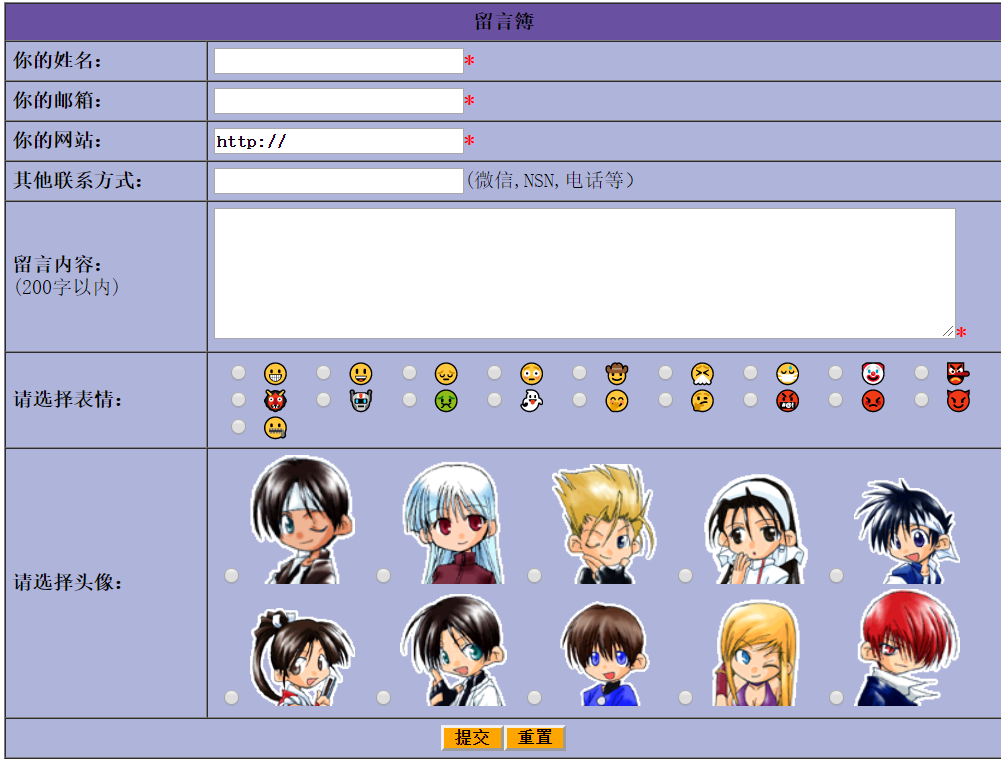 留言簿
你的姓名：*
你的邮箱：*
你的网站：http://*
其他联系方式：(微信,NSN,电话等）
留言内容：
(200字以内)
*
请选择表情：
请选择头像：
提交 重置